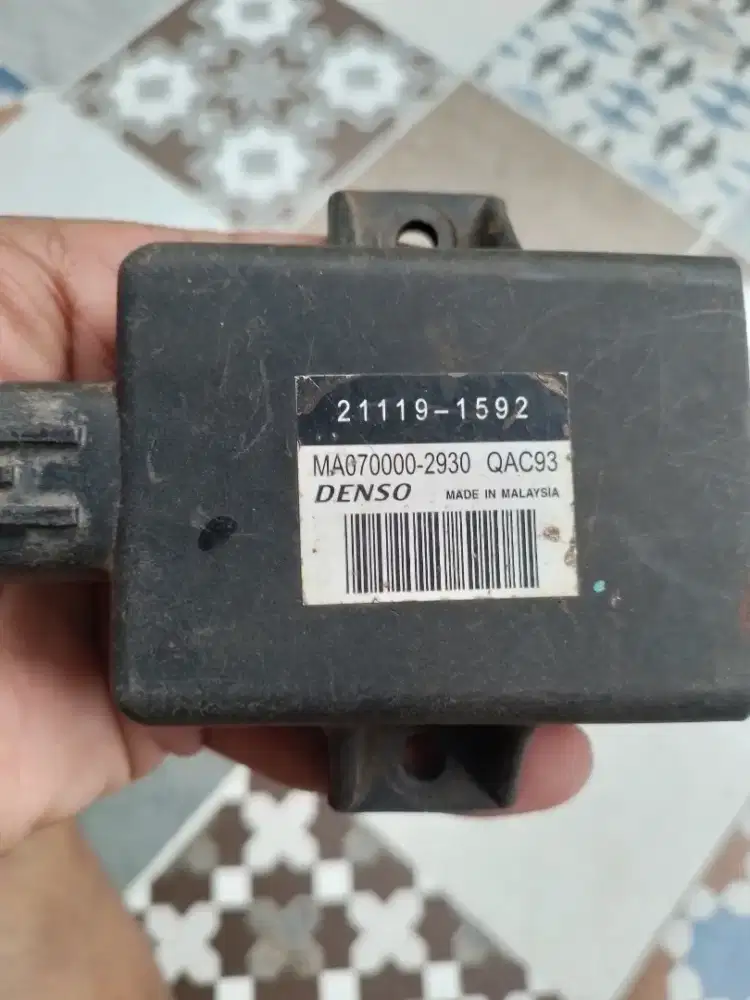 21119-1592
MA070000-2930 QAC93
DENSO MADE IN MALAYSIA